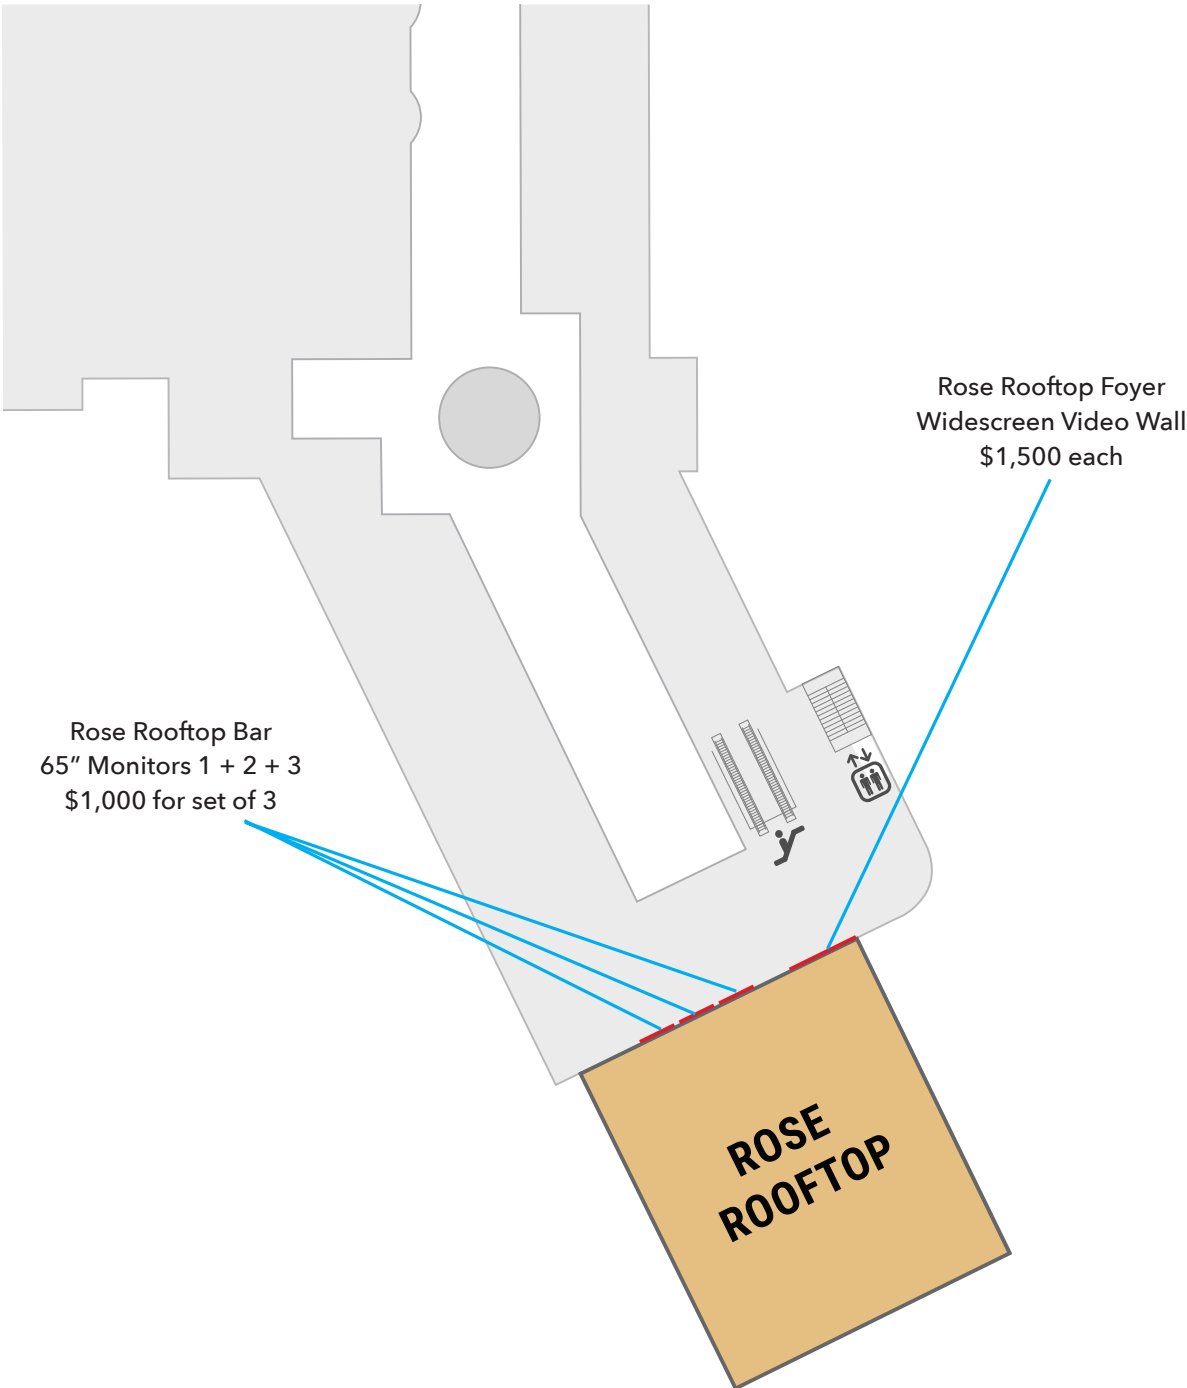 Rose Rooftop Foyer
Widescreen Video Wall
$1,500 each
Rose Rooftop Bar
65” Monitors 1 + 2 + 3
$1,000 for set of 3
ROSE
ROOFTOP